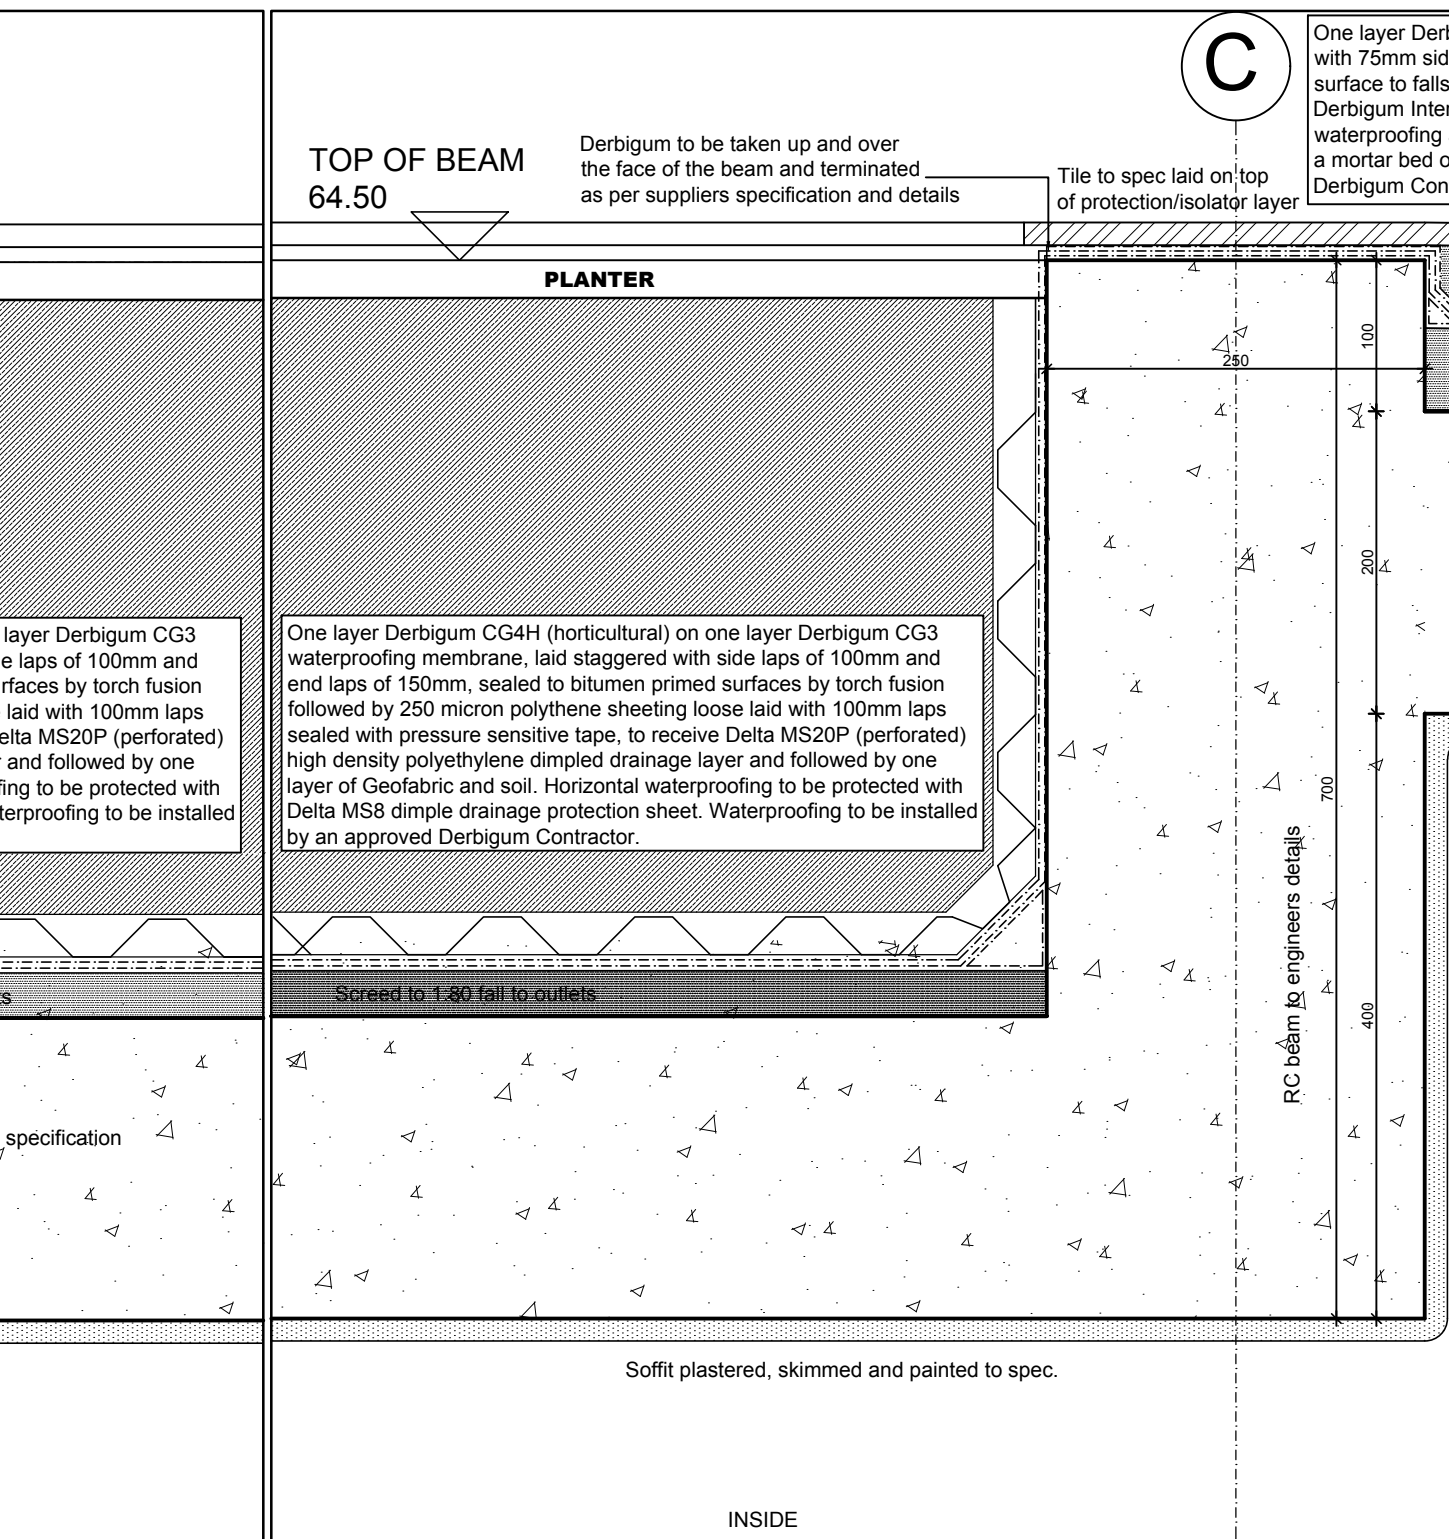 C
One layer Derb
with 75mm sid
surface to falls
Derbigum Inter
waterproofing
a mortar bed o
Derbigum Con
TOP OF BEAM
64.50
Derbigum to be taken up and over
the face of the beam and terminated
as per suppliers specification and details
Tile to spec laid on top
of protection/isolator layer
PLANTER
250
100
200
700
400
layer Derbigum CG3
e laps of 100mm and
rfaces by torch fusion
laid with 100mm laps
elta MS20P (perforated)
and followed by one
fing to be protected with
terproofing to be installed
One layer Derbigum CG4H (horticultural) on one layer Derbigum CG3
waterproofing membrane, laid staggered with side laps of 100mm and
end laps of 150mm, sealed to bitumen primed surfaces by torch fusion
followed by 250 micron polythene sheeting loose laid with 100mm laps
sealed with pressure sensitive tape, to receive Delta MS20P (perforated)
high density polyethylene dimpled drainage layer and followed by one
layer of Geofabric and soil. Horizontal waterproofing to be protected with
Delta MS8 dimple drainage protection sheet. Waterproofing to be installed
by an approved Derbigum Contractor.
RC beam to engineers details
Screed to 1:80 fall to outlets
specification
Soffit plastered, skimmed and painted to spec.
INSIDE